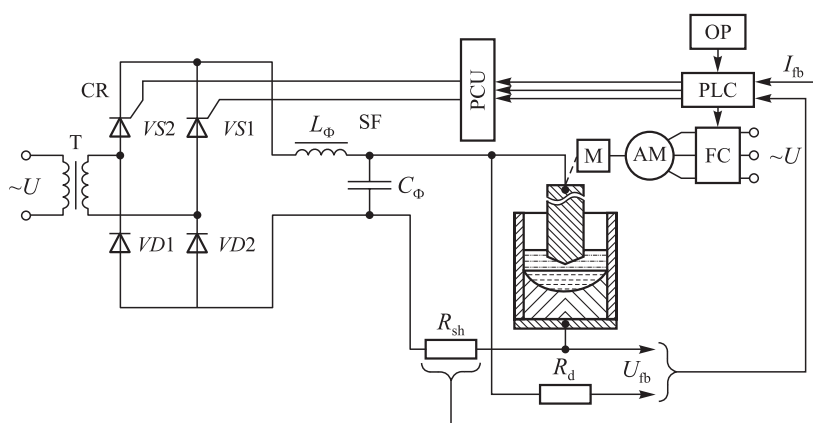 OP
CR
PCU
PLC
I_fb
VS2
VS1
L_Φ
SF
T
M
AM
FC
~U
~U
C_Φ
VD1
VD2
R_sh
R_d
U_fb